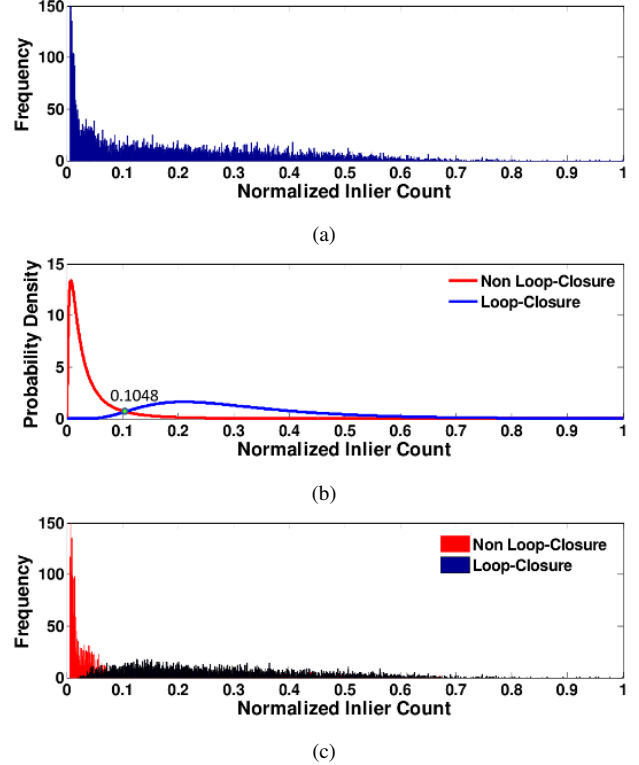 150
100
50
0
Frequency
0 0.1 0.2 0.3 0.4 0.5 0.6 0.7 0.8 0.9 1
Normalized Inlier Count
(a)
15
10
5
0
Probability Density
Non Loop-Closure
Loop-Closure
0.1048
0 0.1 0.2 0.3 0.4 0.5 0.6 0.7 0.8 0.9 1
Normalized Inlier Count
(b)
150
100
50
0
Frequency
Non Loop-Closure
Loop-Closure
0 0.1 0.2 0.3 0.4 0.5 0.6 0.7 0.8 0.9 1
Normalized Inlier Count
(c)